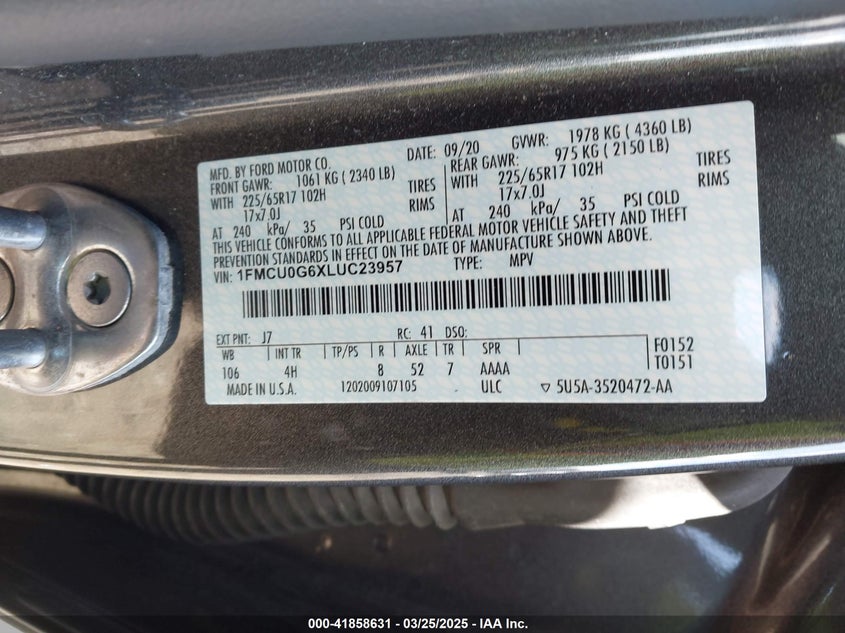 MFD. BY FORD MOTOR CO. DATE: 09/20 GVWR: 1978 KG ( 4360 LB)
FRONT GAWR: 1061 KG ( 2340 LB) REAR GAWR: 975 KG ( 2150 LB)
WITH 225/65R17 102H TIRES WITH 225/65R17 102H TIRES
17x7.0J RIMS 17x7.0J RIMS
AT 240 kPa/ 35 PSI COLD AT 240 kPa/ 35 PSI COLD
THIS VEHICLE CONFORMS TO ALL APPLICABLE FEDERAL MOTOR VEHICLE SAFETY AND THEFT
PREVENTION STANDARDS IN EFFECT ON THE DATE OF MANUFACTURE SHOWN ABOVE.
VIN: 1FMCU0G6XLUC23957 TYPE: MPV
EXT PNT: J7 RC: 41 DSO:
WB INT TR TP/PS R AXLE TR SPR F0152
106 4H 8 52 7 AAAA T0151
MADE IN U.S.A. 1202009107105 . ULC ▽ 5U5A-3520472-AA
000-41858631 / 03/25/2025 - IAA Inc.